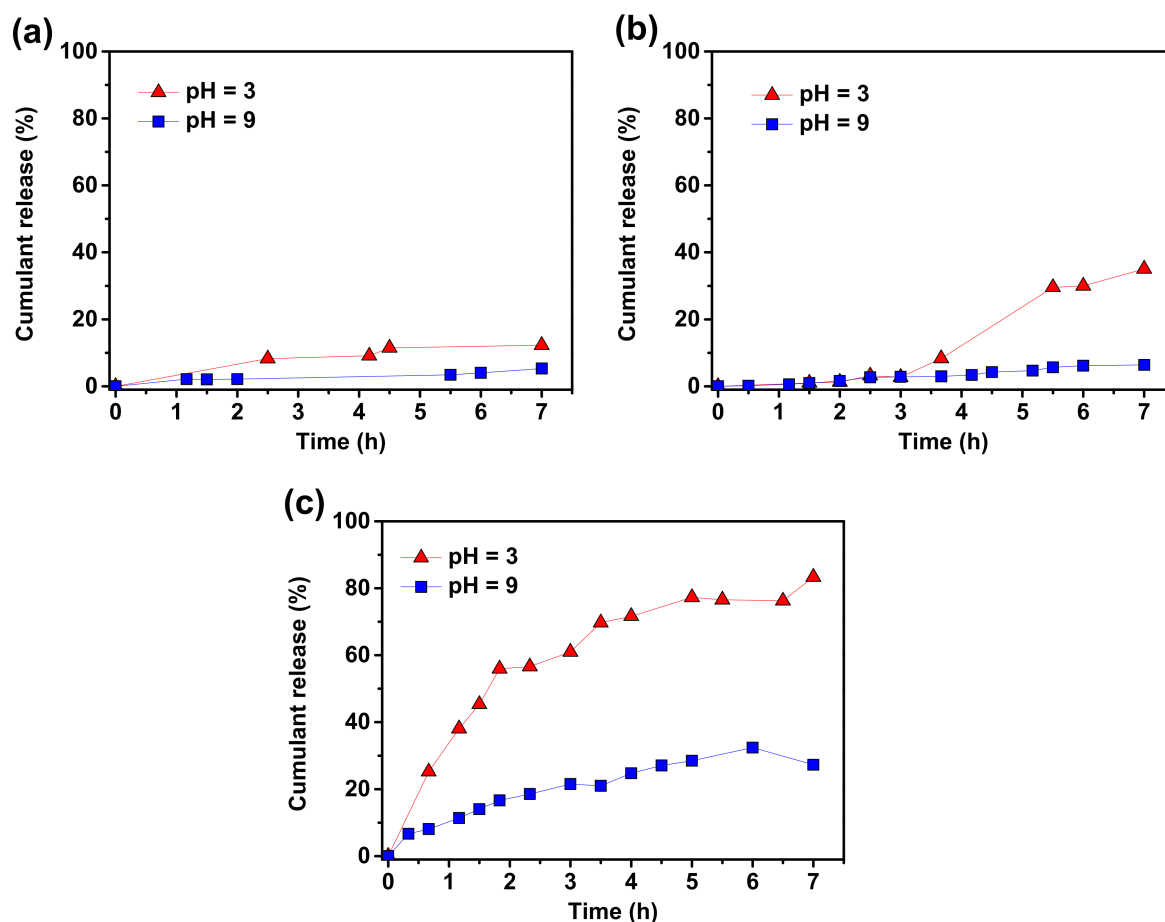 (a)
100
80
60
40
20
0
Cumulant release (%)
pH = 3
pH = 9
0 1 2 3 4 5 6 7
Time (h)
(b)
100
80
60
40
20
0
Cumulant release (%)
pH = 3
pH = 9
0 1 2 3 4 5 6 7
Time (h)
(c)
100
80
60
40
20
0
Cumulant release (%)
pH = 3
pH = 9
0 1 2 3 4 5 6 7
Time (h)